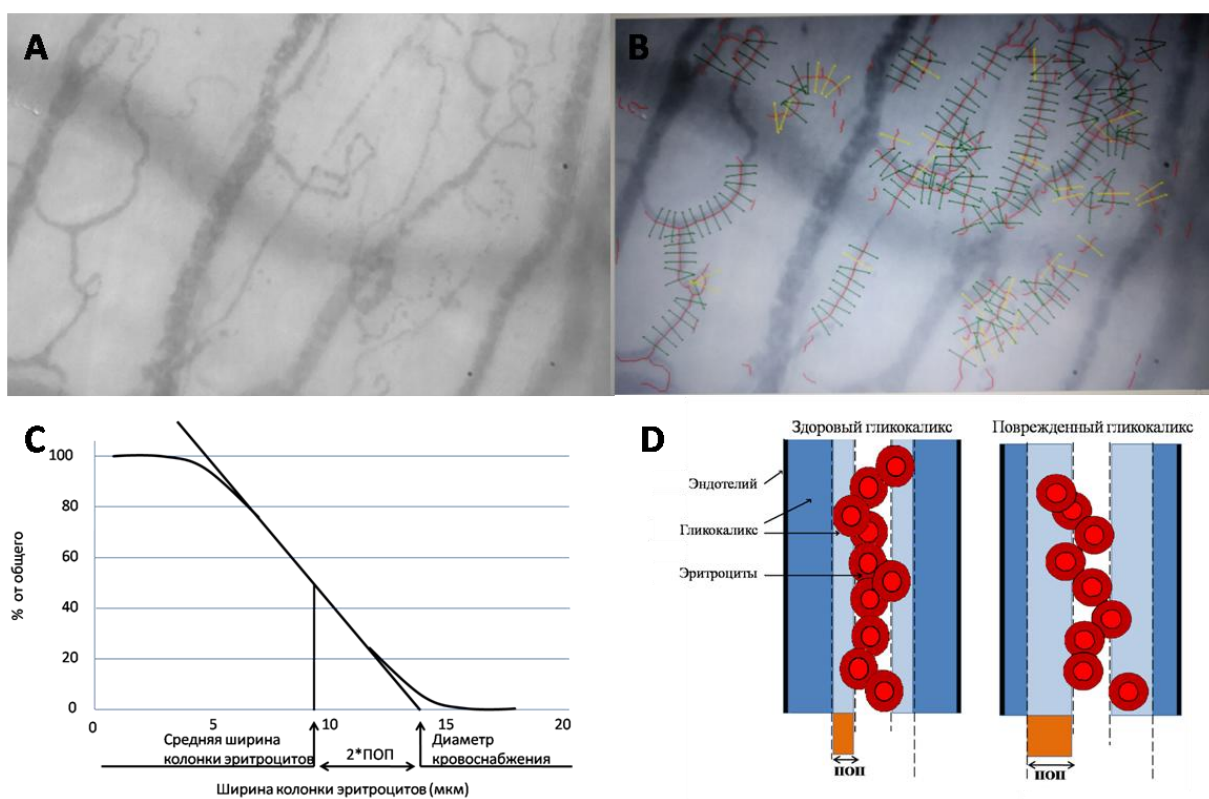 A
B
C
100
80
60
40
20
0
% от общего
0
5
10
15
20
Средняя ширина
колонки эритроцитов
2*ПОП
Диаметр
кровоснабжения
Ширина колонки эритроцитов (мкм)
D
Здоровый гликокаликс
Поврежденный гликокаликс
Эндотелий
Гликокаликс
Эритроциты
ПОП
ПОП